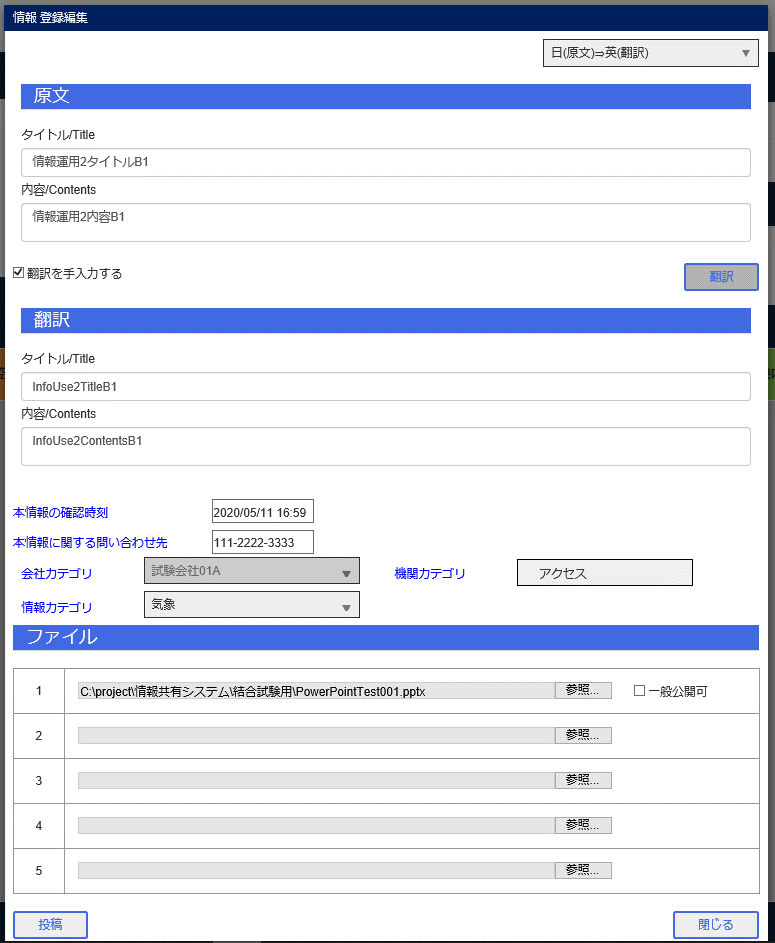 情報 登録編集
日(原文)⇒英(翻訳)
原文
タイトル/Title
情報運用2タイトルB1
内容/Contents
情報運用2内容B1
翻訳を手入力する
翻訳
翻訳
タイトル/Title
InfoUse2TitleB1
内容/Contents
InfoUse2ContentsB1
本情報の確認時刻 2020/05/11 16:59
本情報に関する問い合わせ先 111-2222-3333
会社カテゴリ 試験会社01A 機関カテゴリ アクセス
情報カテゴリ 気象
ファイル
1 C:\project\情報共有システム\結合試験用\PowerPointTest001.pptx 参照... 一般公開可
2 参照...
3 参照...
4 参照...
5 参照...
投稿 閉じる